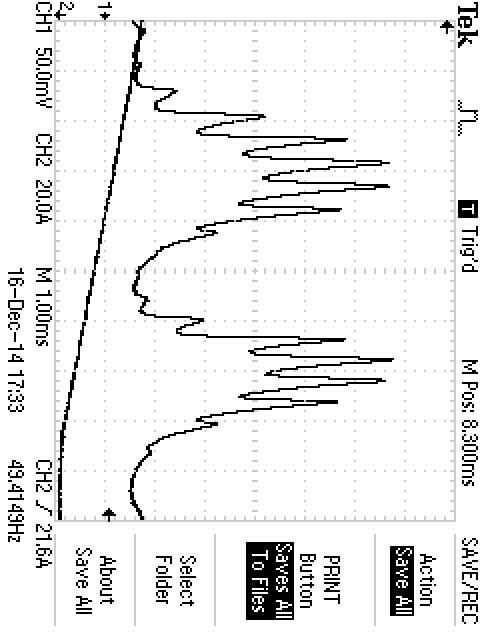 Tek
T Trig'd
M Pos: 8.300ms
SAVE/REC
Action
Save All
PRINT
Button
Saves All
To Files
Select
Folder
About
Save All
1
2
CH1 50.0mV
CH2 20.0A
M 1.00ms
CH2 / 21.6A
16-Dec-14 17:33
49.4149Hz